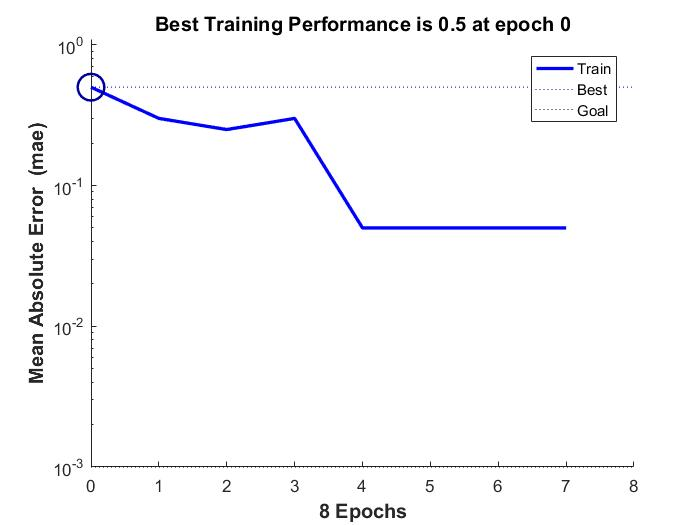 Best Training Performance is 0.5 at epoch 0
Train
Best
Goal
Mean Absolute Error (mae)
10^0
10^-1
10^-2
10^-3
0 1 2 3 4 5 6 7 8
8 Epochs